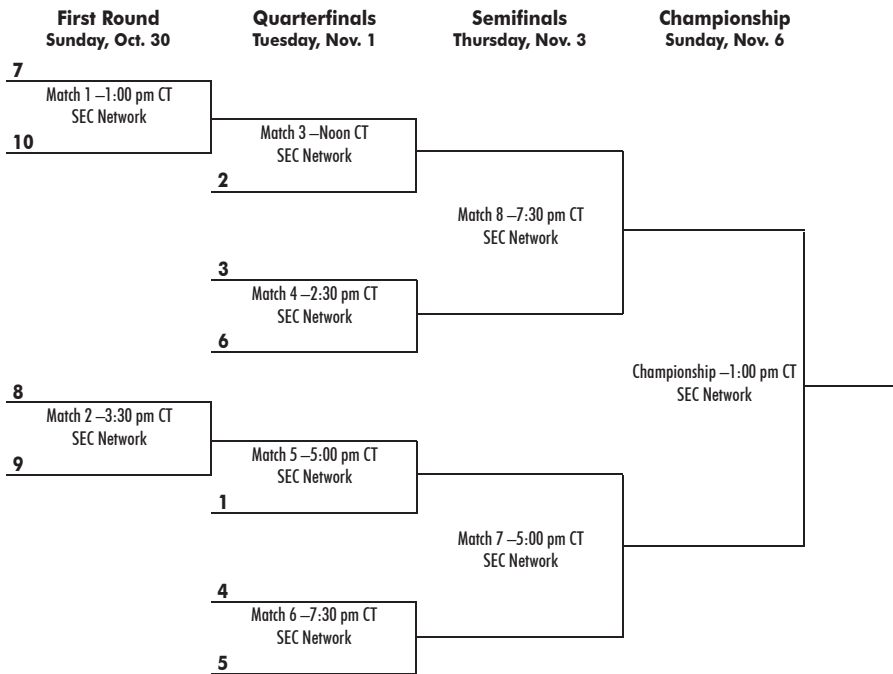 First Round
Sunday, Oct. 30
Quarterfinals
Tuesday, Nov. 1
Semifinals
Thursday, Nov. 3
Championship
Sunday, Nov. 6
7
Match 1 –1:00 pm CT
SEC Network
10
Match 3 –Noon CT
SEC Network
2
Match 8 –7:30 pm CT
SEC Network
3
Match 4 –2:30 pm CT
SEC Network
6
Championship –1:00 pm CT
SEC Network
8
Match 2 –3:30 pm CT
SEC Network
9
Match 5 –5:00 pm CT
SEC Network
1
Match 7 –5:00 pm CT
SEC Network
4
Match 6 –7:30 pm CT
SEC Network
5